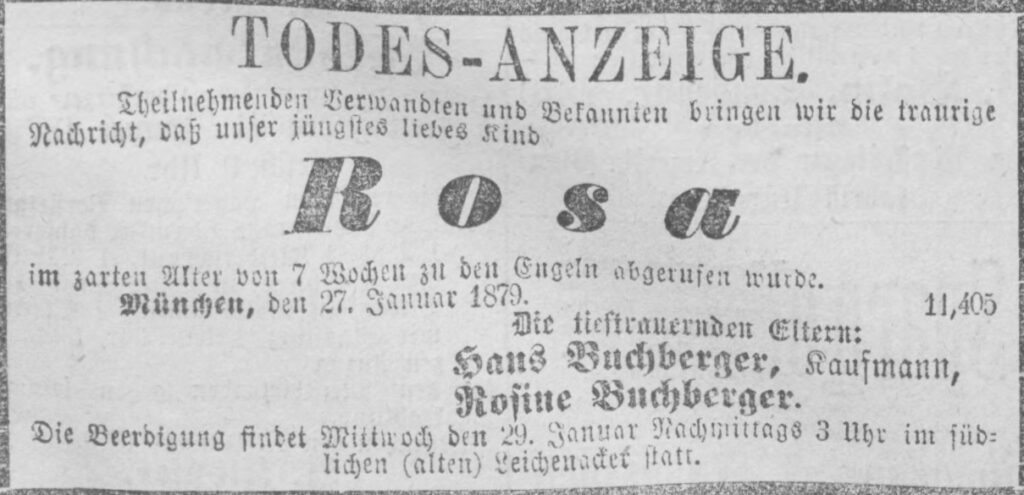 TODES-ANZEIGE.
Theilnehmenden Verwandten und Bekannten bringen wir die traurige
Nachricht, daß unser jüngstes liebes Kind
Rosa
im zarten Alter von 7 Wochen zu den Engeln abgerufen wurde.
München, den 27. Januar 1879. 11,405
Die tieftrauernden Eltern:
Hans Buchberger, Kaufmann,
Rosine Buchberger.
Die Beerdigung findet Mittwoch den 29. Januar Nachmittags 3 Uhr im süd-
lichen (alten) Leichenacker statt.